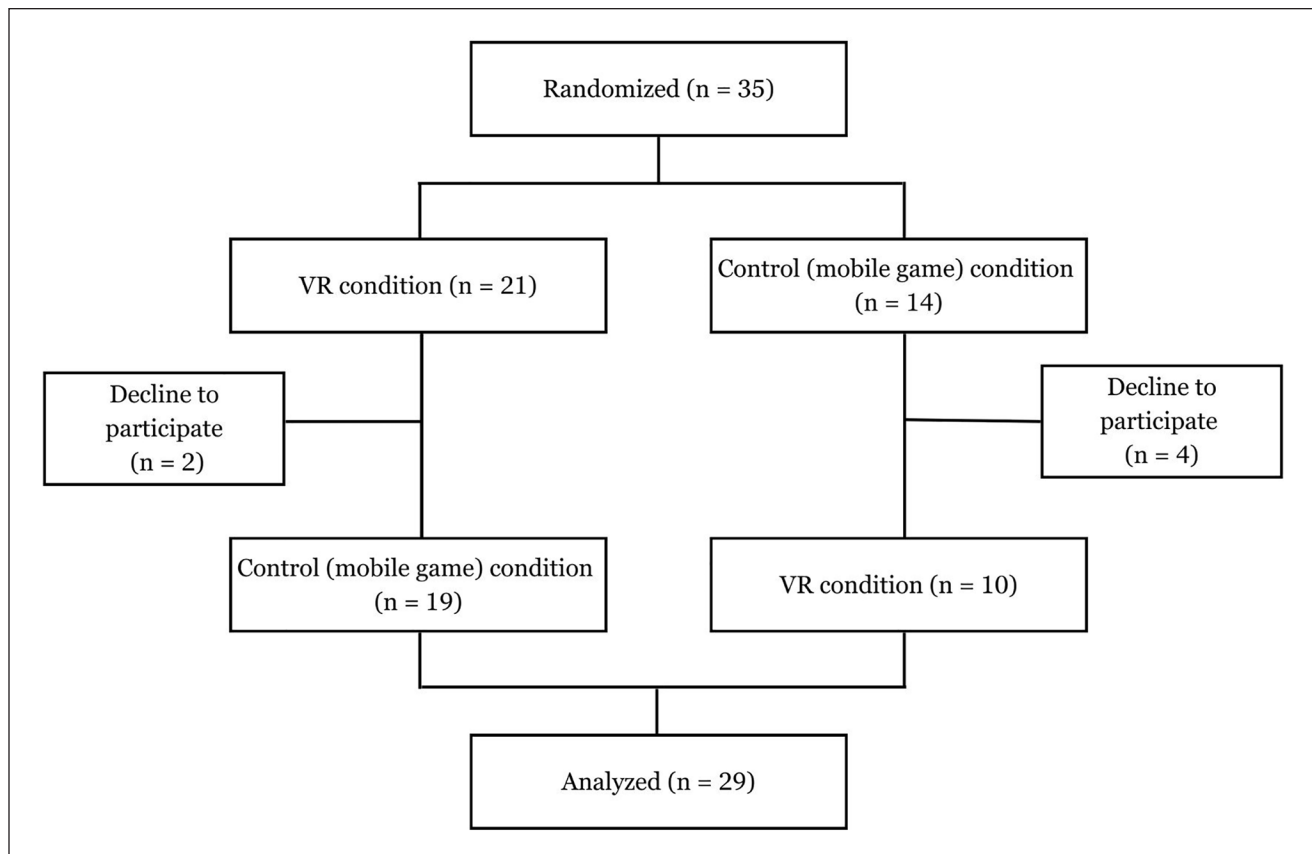 Randomized (n = 35)
VR condition (n = 21)
Control (mobile game) condition
(n = 14)
Decline to
participate
(n = 2)
Decline to
participate
(n = 4)
Control (mobile game) condition
(n = 19)
VR condition (n = 10)
Analyzed (n = 29)